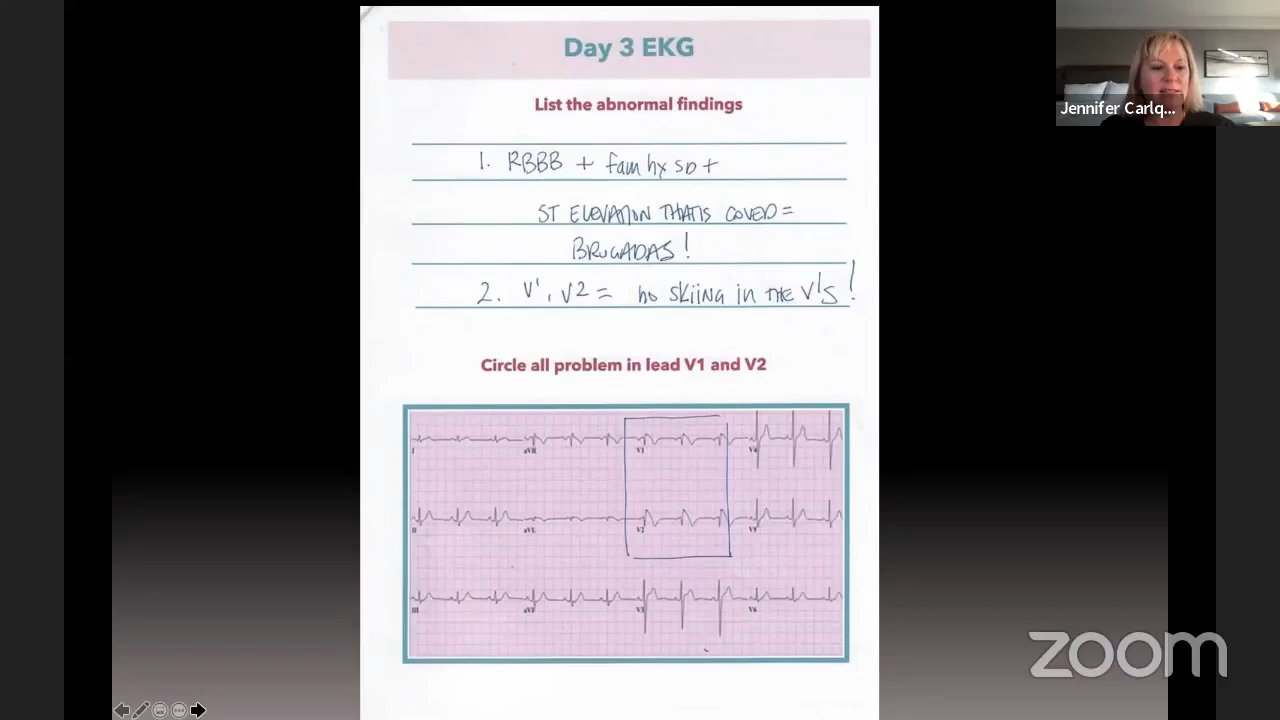 Day 3 EKG
List the abnormal findings
1. RBBB + fam hx SD +
ST ELEVATION THAT IS COVED =
BRUGADAS!
2. V1, V2 = no SKIING IN THE V'S!
Circle all problem in lead V1 and V2
I aVR V1 V4
II aVL V2 V5
III aVF V3 V6
Jennifer Carlq...
zoom